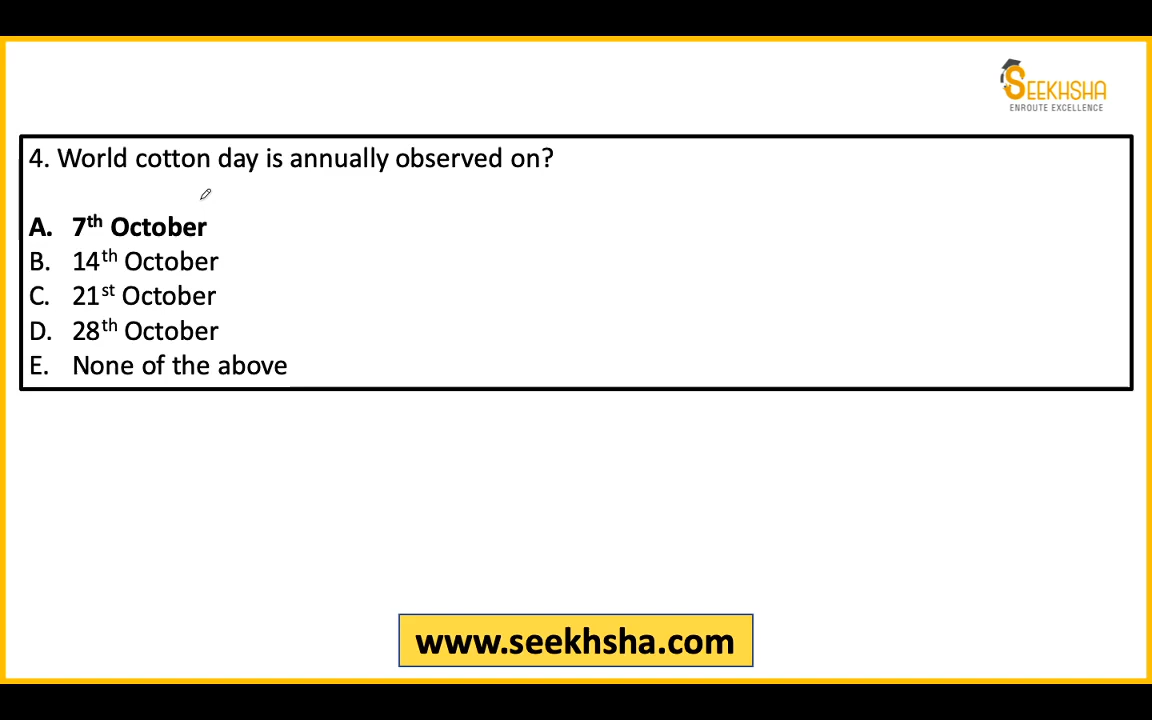 SEEKHSHA
ENROUTE EXCELLENCE
4. World cotton day is annually observed on?
A. 7th October
B. 14th October
C. 21st October
D. 28th October
E. None of the above
www.seekhsha.com